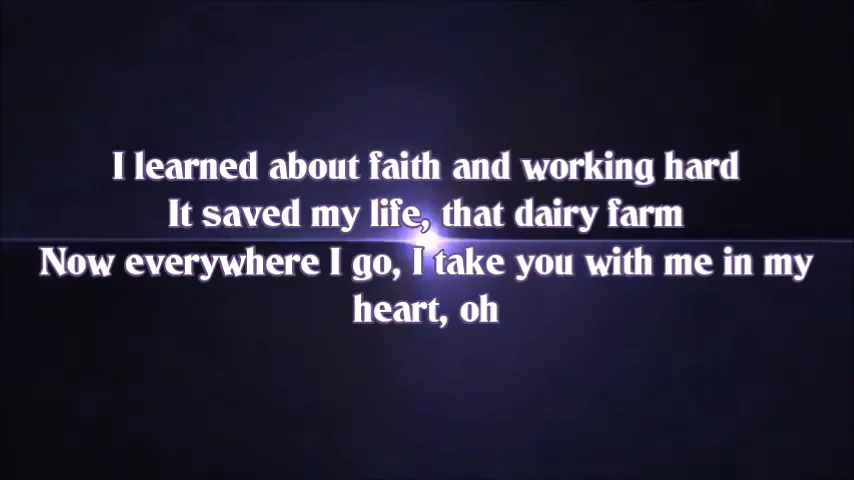 I learned about faith and working hard
It saved my life, that dairy farm
Now everywhere I go, I take you with me in my
heart, oh